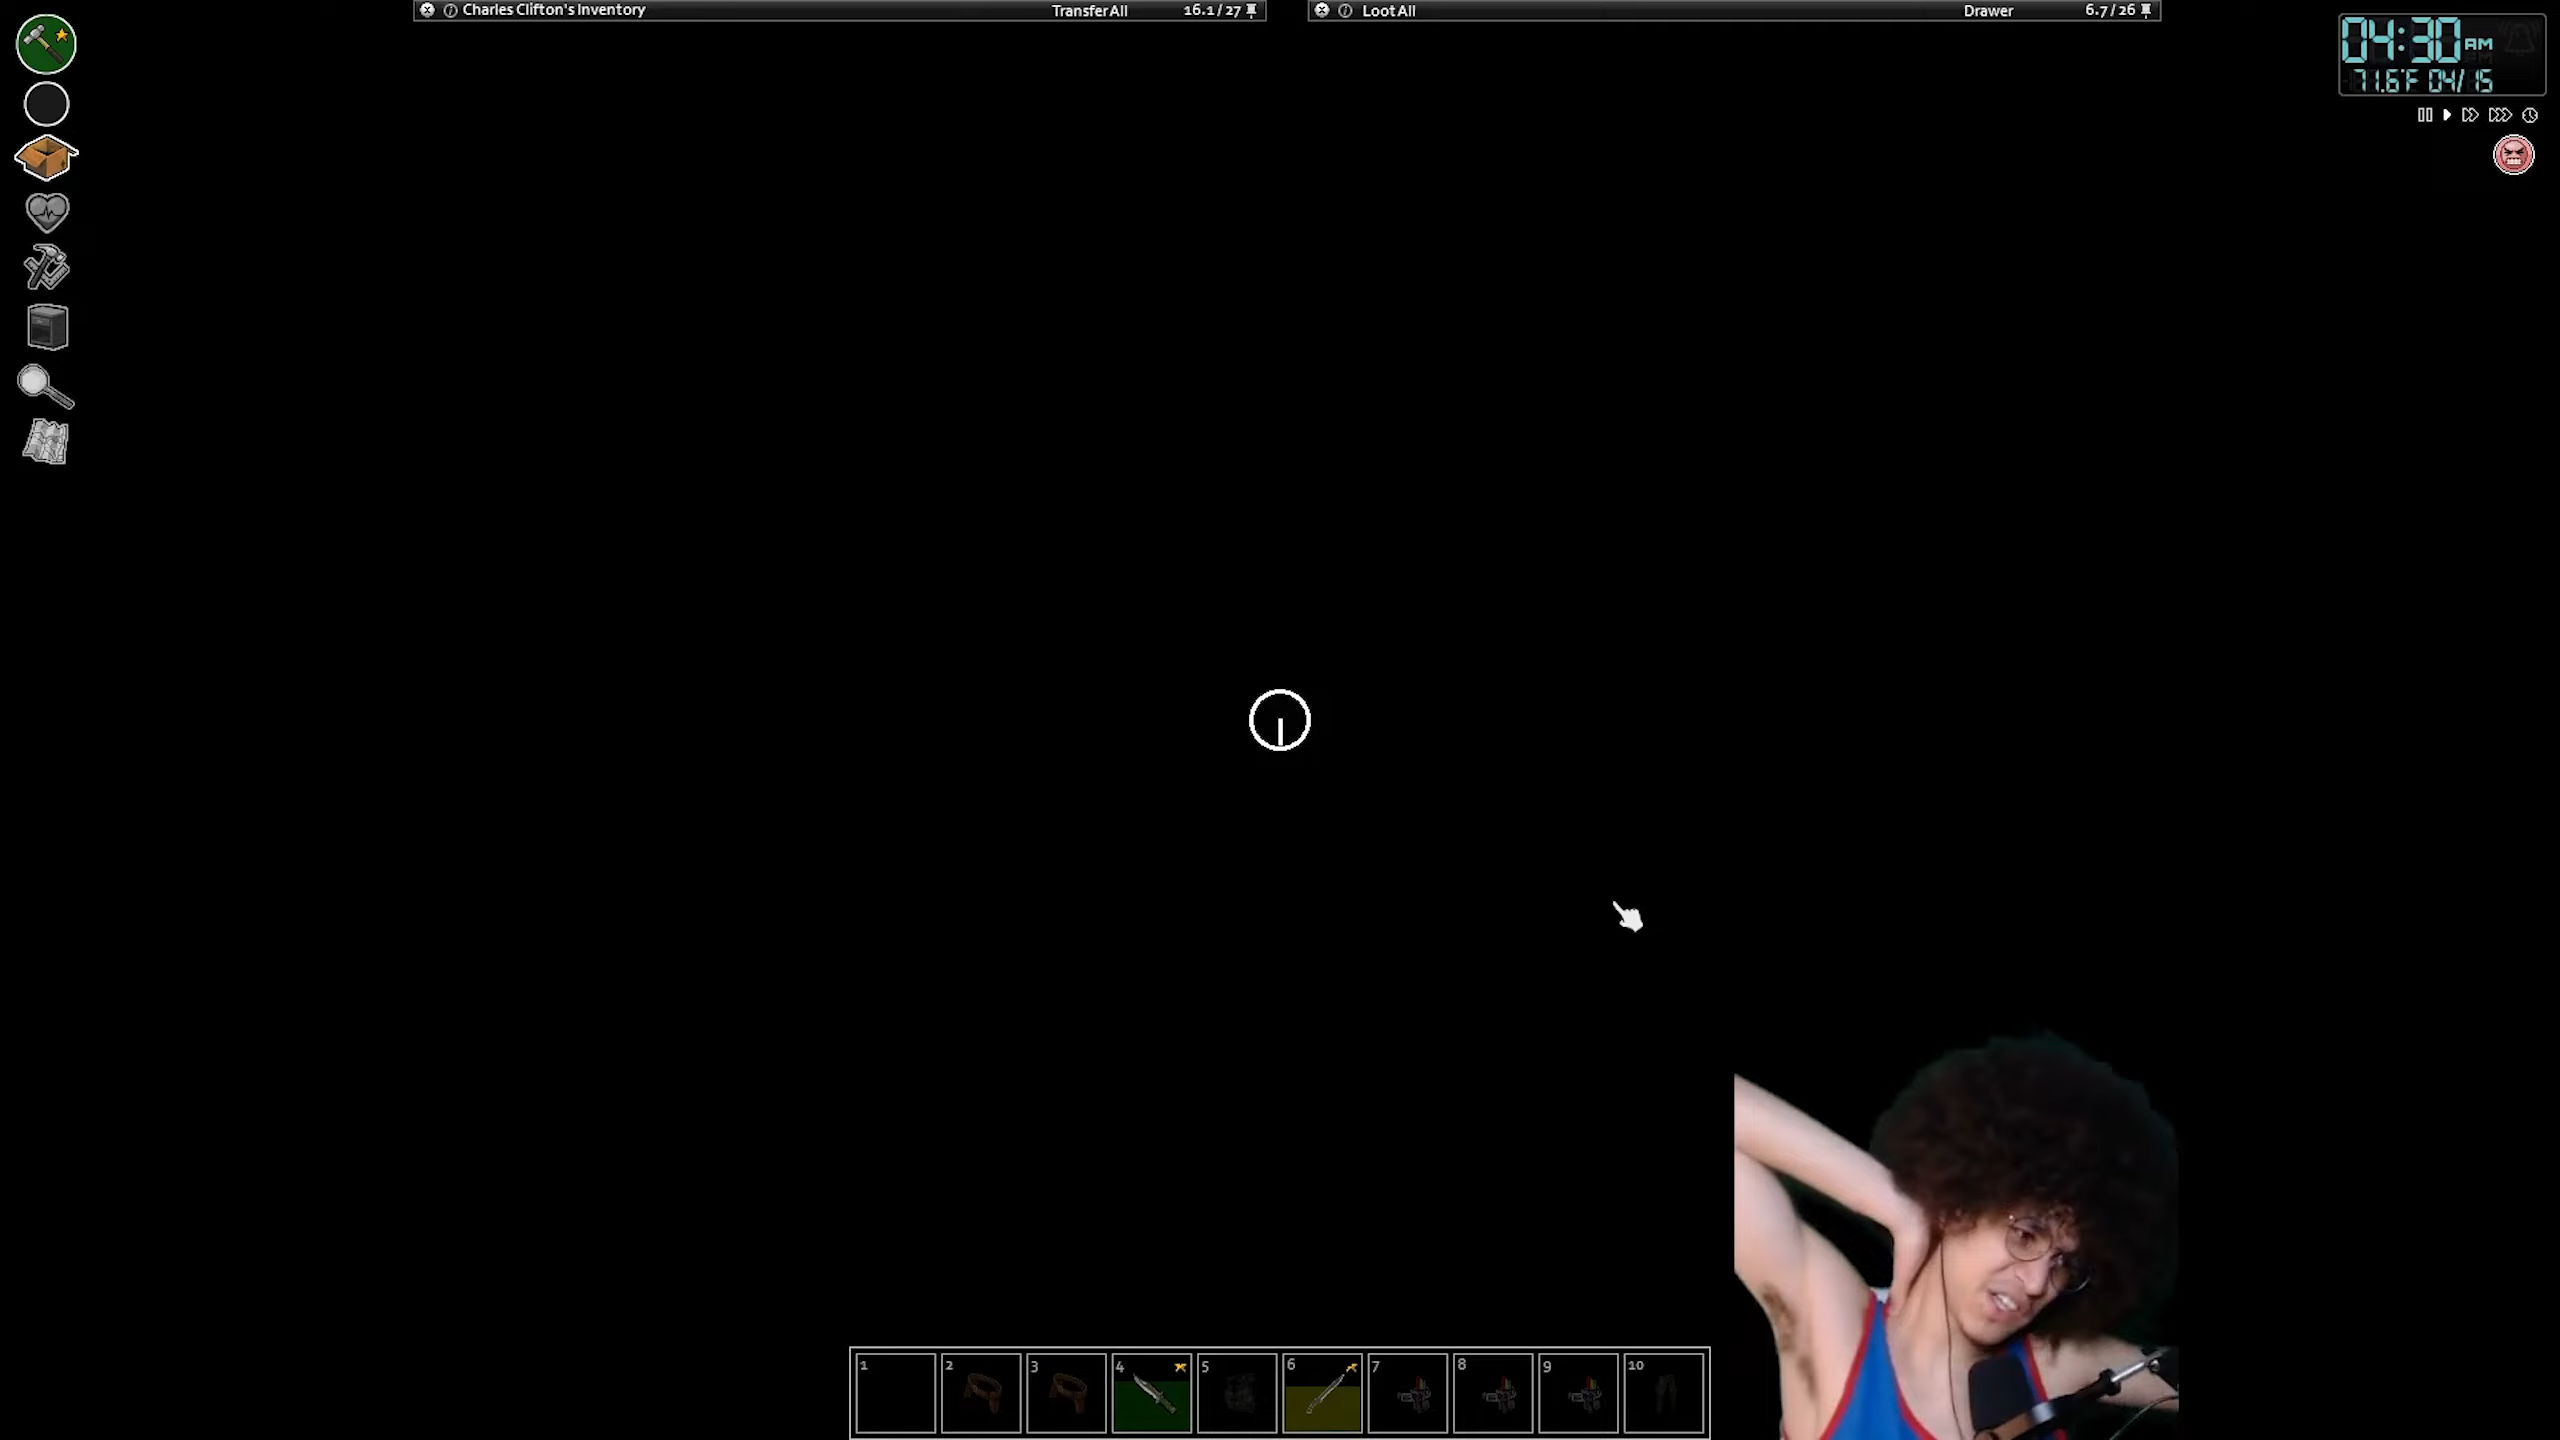 Charles Clifton's Inventory
Transfer All
16.1 / 27
Loot All
Drawer
6.7 / 26
04:30 AM
71.6°F 04/15
1
2
3
4
5
6
7
8
9
10